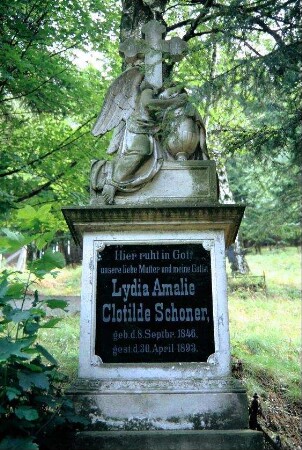 Hier ruht in Gott
unsere liebe Mutter und meine Gattin
Lydia Amalie
Clotilde Schoner,
geb. d. 8. Septbr. 1846.
gest. d. 30. April 1893.